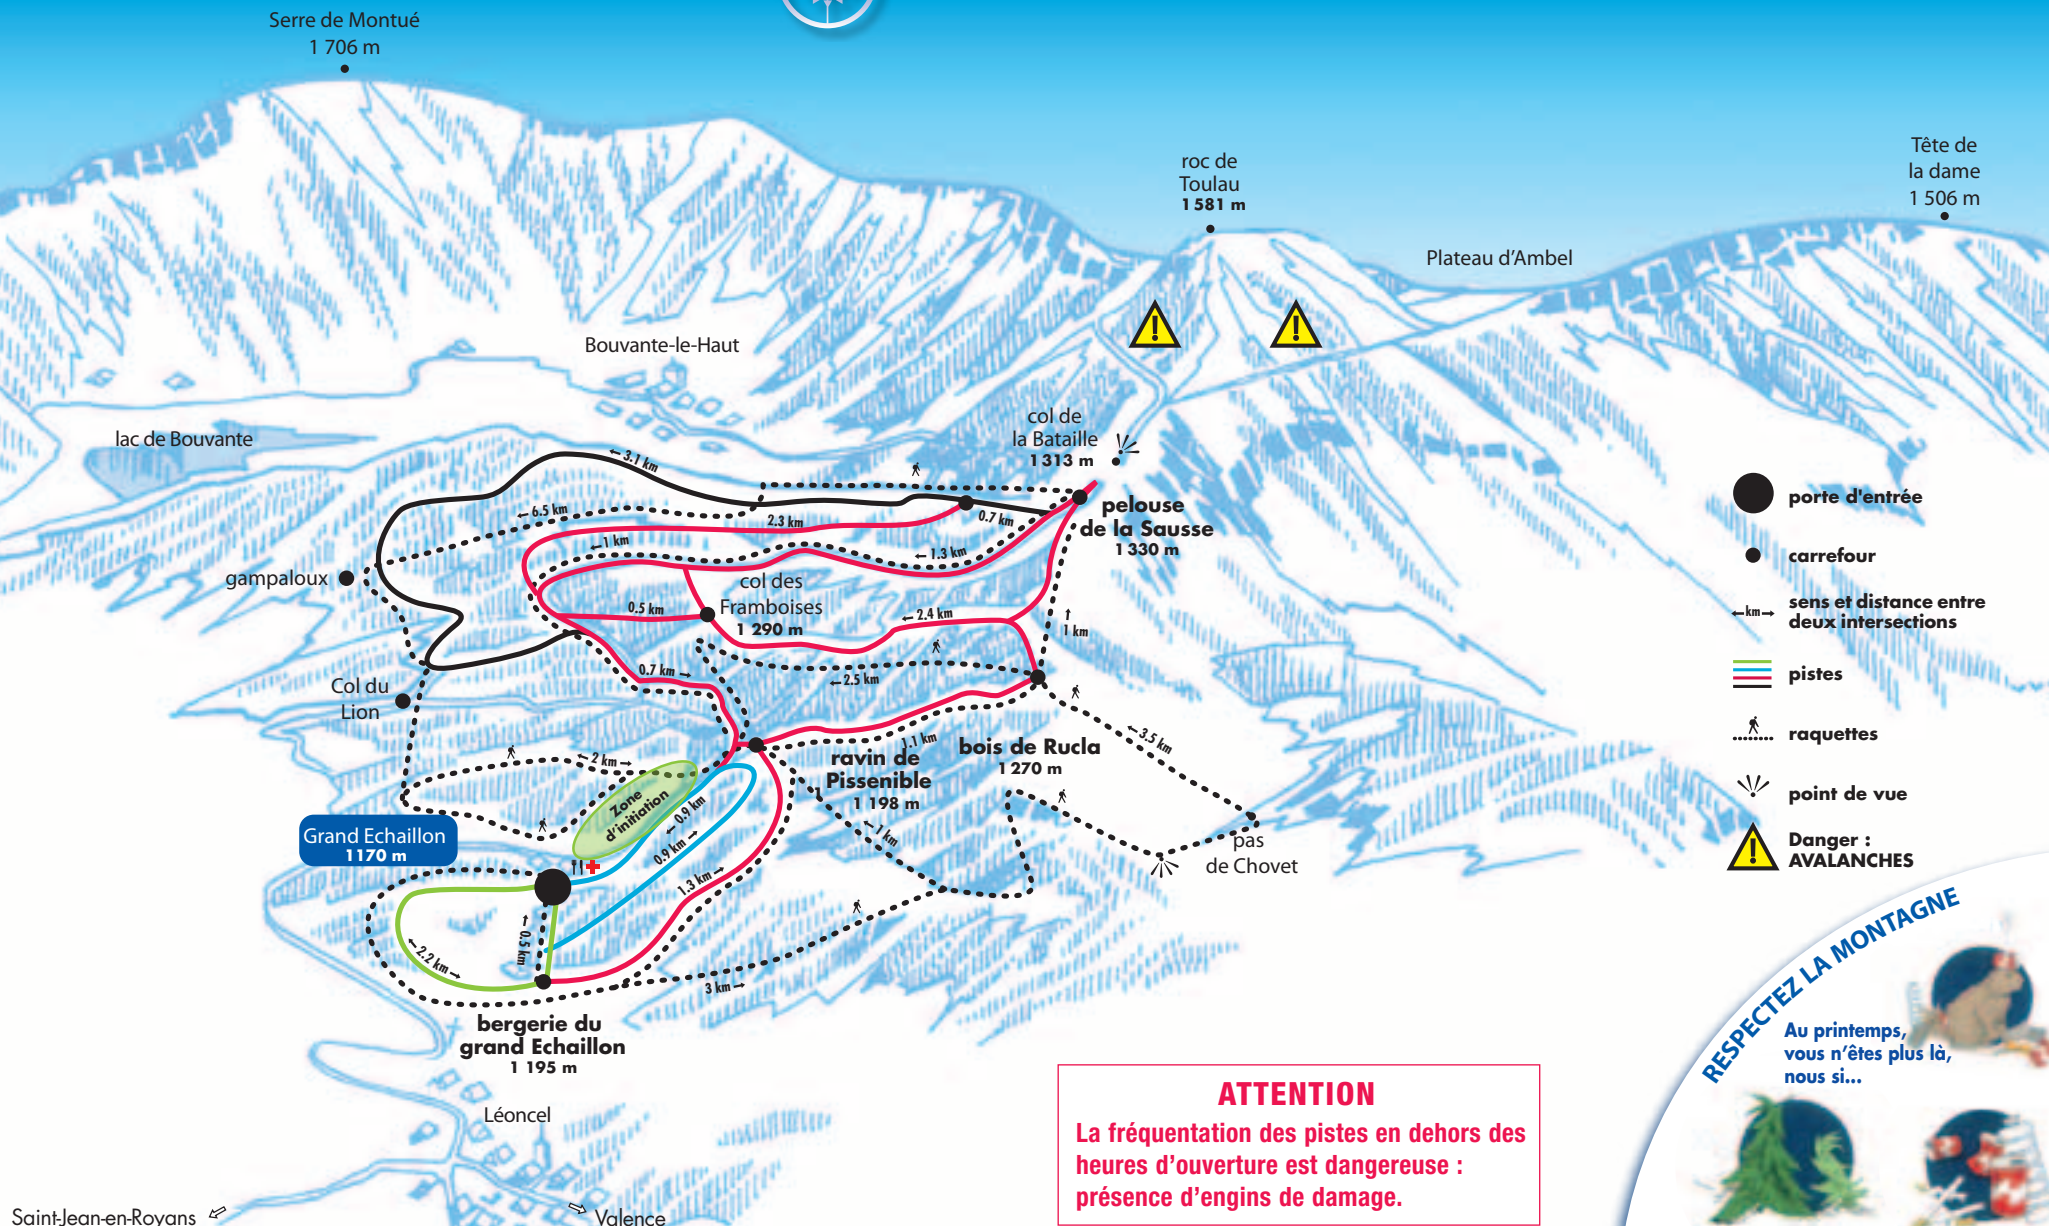 Serre de Montué
1 706 m
roc de
Toulau
1 581 m
Tête de
la dame
1 506 m
Plateau d'Ambel
Bouvante-le-Haut
lac de Bouvante
col de
la Bataille
1 313 m
← 3.1 km
← 6.5 km
2.3 km
0.7 km
pelouse
de la Sausse
1 330 m
← 1 km
← 1.3 km
gampaloux
col des
Framboises
1 290 m
0.5 km
← 2.4 km
1 km →
0.7 km →
← 2.5 km
Col du
Lion
← 3.5 km
1.1 km
ravin de
Pissenible
1 198 m
bois de Rucla
1 270 m
← 2 km →
Zone
d'initiation
← 0.9 km
0.9 km →
← 1 km
Grand Echaillon
1170 m
pas
de Chovet
1.3 km →
0.5 km →
← 2.2 km →
3 km →
bergerie du
grand Echaillon
1 195 m
Léoncel
Saint-Jean-en-Royans
Valence
porte d'entrée
carrefour
←km→
sens et distance entre
deux intersections
pistes
raquettes
point de vue
Danger :
AVALANCHES
ATTENTION
La fréquentation des pistes en dehors des
heures d'ouverture est dangereuse :
présence d'engins de damage.
RESPECTEZ LA MONTAGNE
Au printemps,
vous n'êtes plus là,
nous si...